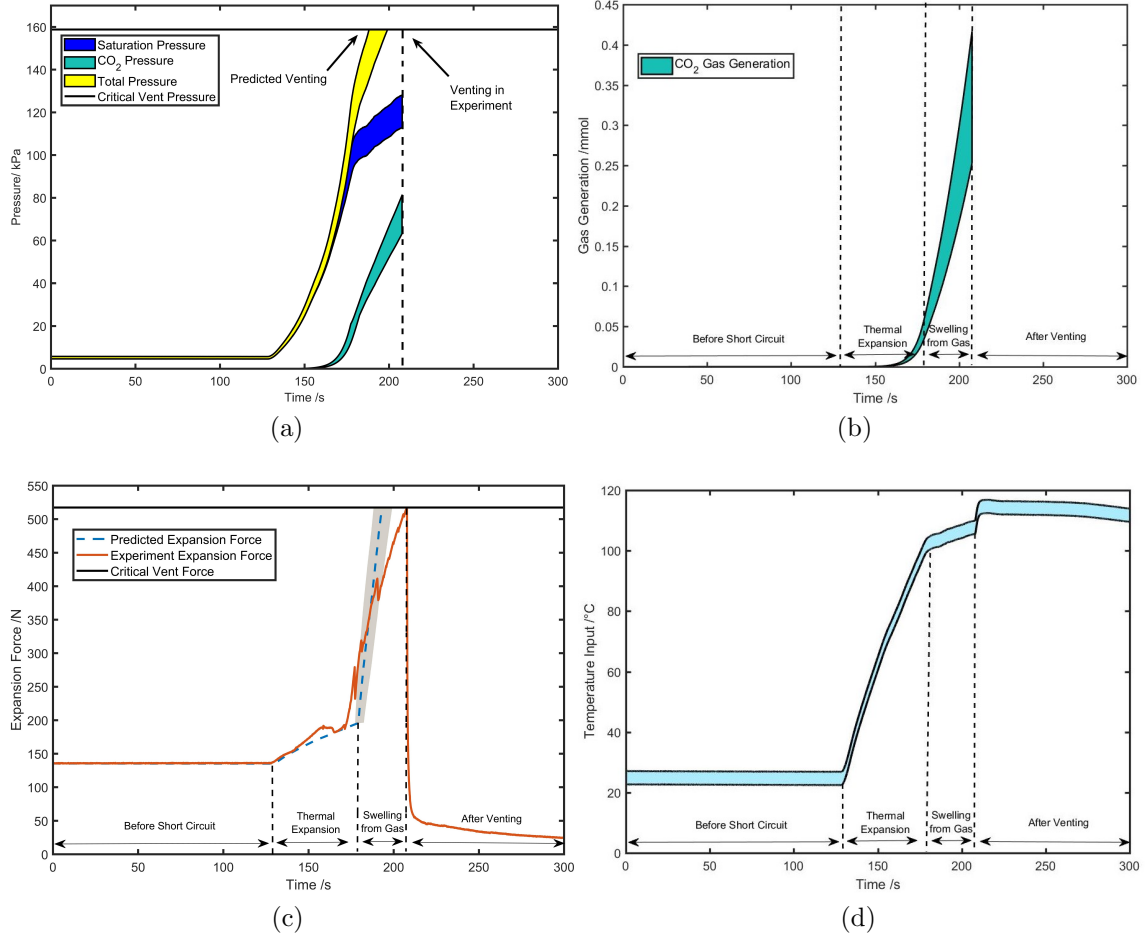 160
140
120
100
80
60
40
20
0
Pressure/ kPa
Saturation Pressure
CO2 Pressure
Total Pressure
Critical Vent Pressure
Predicted Venting
Venting in
Experiment
0 50 100 150 200 250 300
Time /s
(a)
0.45
0.4
0.35
0.3
0.25
0.2
0.15
0.1
0.05
0
Gas Generation /mmol
CO2 Gas Generation
Before Short Circuit
Thermal
Expansion
Swelling
from Gas
After Venting
0 50 100 150 200 250 300
Time /s
(b)
550
500
450
400
350
300
250
200
150
100
50
0
Expansion Force /N
Predicted Expansion Force
Experiment Expansion Force
Critical Vent Force
Before Short Circuit
Thermal
Expansion
Swelling
from Gas
After Venting
0 50 100 150 200 250 300
Time /s
(c)
120
100
80
60
40
20
0
Temperature Input /°C
Before Short Circuit
Thermal
Expansion
Swelling
from Gas
After Venting
0 50 100 150 200 250 300
Time /s
(d)